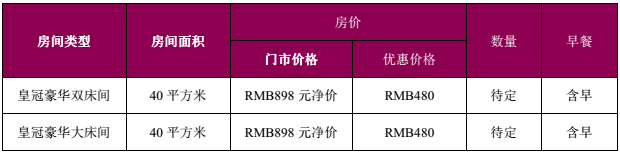 房间类型 房间面积 房价 数量 早餐
门市价格 优惠价格
皇冠豪华双床间 40 平方米 RMB898 元净价 RMB480 待定 含早
皇冠豪华大床间 40 平方米 RMB898 元净价 RMB480 待定 含早